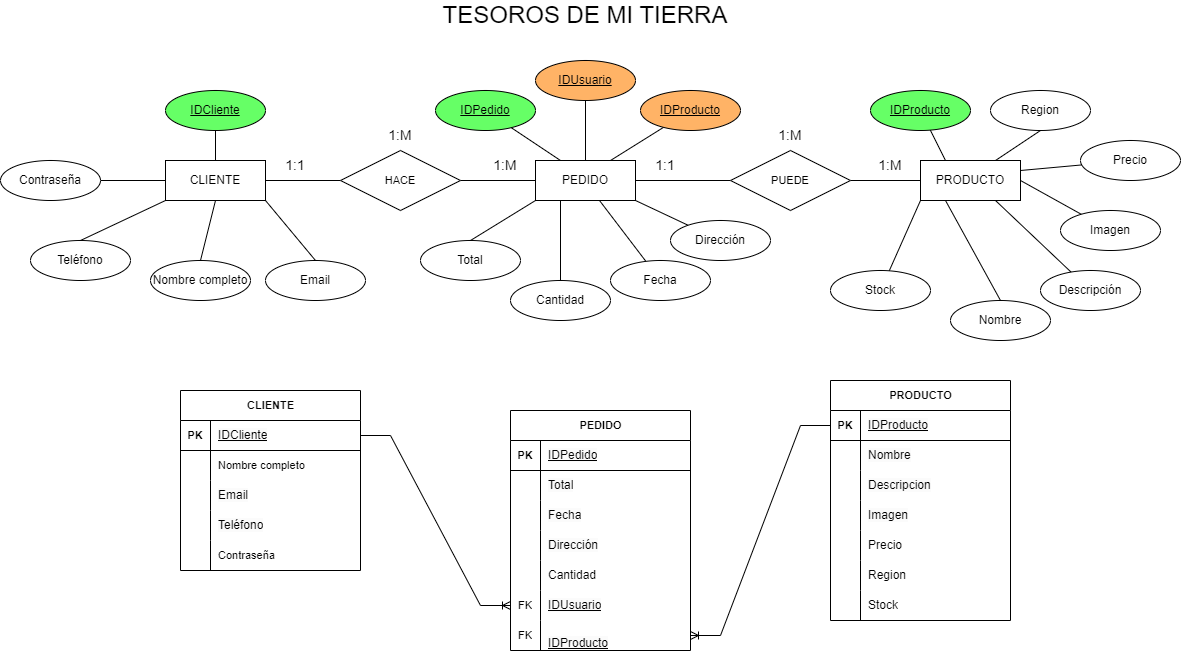 TESOROS DE MI TIERRA
IDUsuario
IDCliente
IDPedido
IDProducto
IDProducto
Region
1:M
1:M
Precio
1:1
1:M
1:1
1:M
Contraseña
CLIENTE
HACE
PEDIDO
PUEDE
PRODUCTO
Imagen
Dirección
Teléfono
Total
Nombre completo
Email
Fecha
Stock
Descripción
Cantidad
Nombre
CLIENTE
PK IDCliente
Nombre completo
Email
Teléfono
Contraseña
PEDIDO
PK IDPedido
Total
Fecha
Dirección
Cantidad
FK IDUsuario
FK IDProducto
PRODUCTO
PK IDProducto
Nombre
Descripcion
Imagen
Precio
Region
Stock